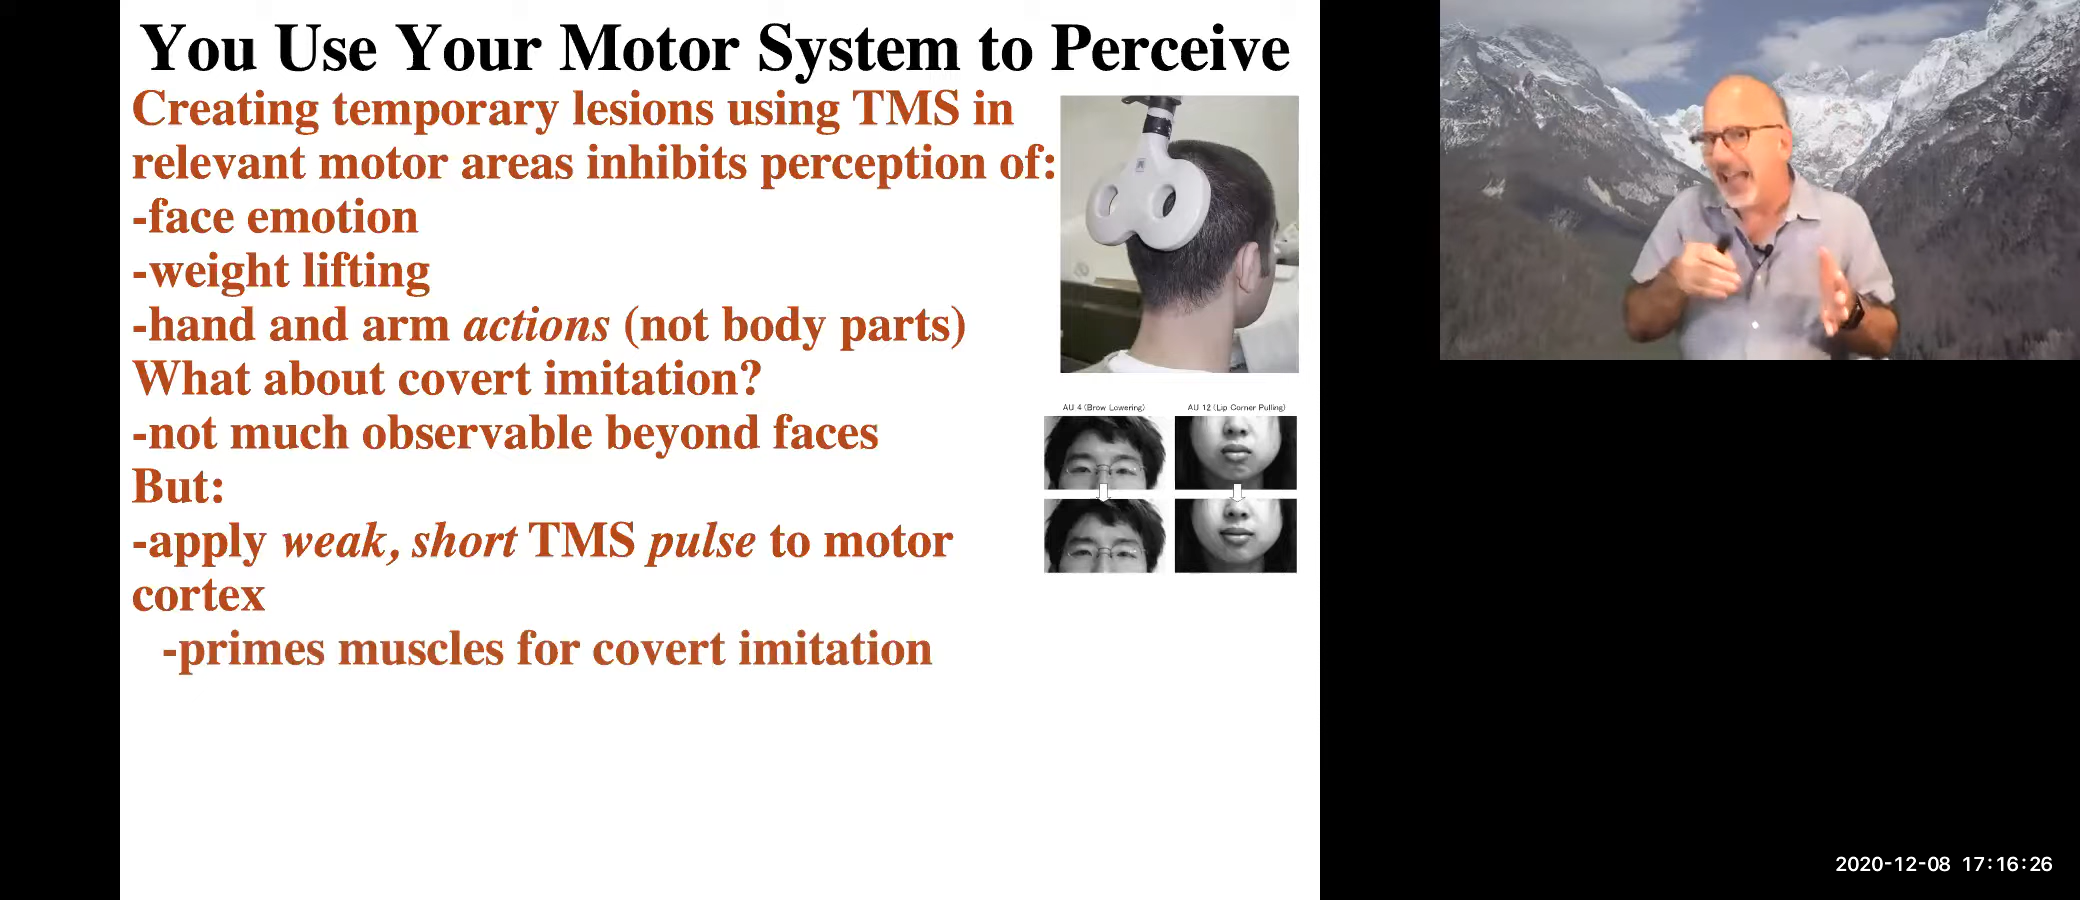 You Use Your Motor System to Perceive
Creating temporary lesions using TMS in
relevant motor areas inhibits perception of:
-face emotion
-weight lifting
-hand and arm actions (not body parts)
What about covert imitation?
-not much observable beyond faces
But:
-apply weak, short TMS pulse to motor
cortex
-primes muscles for covert imitation
AU 4 (Brow Lowering)
AU 12 (Lip Corner Pulling)
2020-12-08 17:16:26